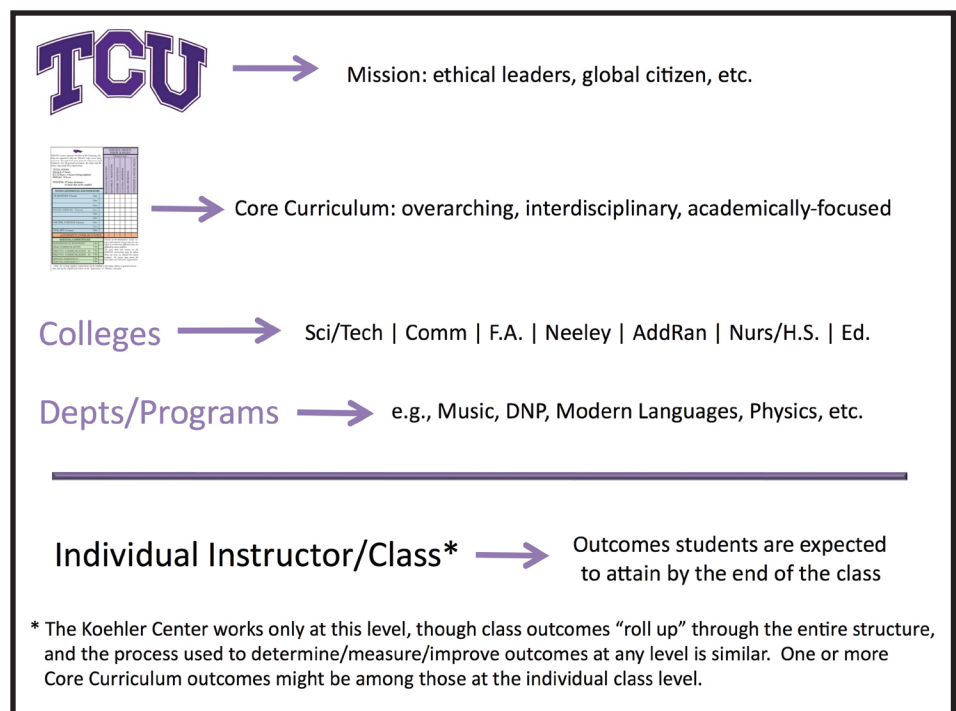 TCU
Mission: ethical leaders, global citizen, etc.
Core Curriculum: overarching, interdisciplinary, academically-focused
Colleges
Sci/Tech | Comm | F.A. | Neeley | AddRan | Nurs/H.S. | Ed.
Depts/Programs
e.g., Music, DNP, Modern Languages, Physics, etc.
Individual Instructor/Class*
Outcomes students are expected
to attain by the end of the class
* The Koehler Center works only at this level, though class outcomes “roll up” through the entire structure,
and the process used to determine/measure/improve outcomes at any level is similar.  One or more
Core Curriculum outcomes might be among those at the individual class level.